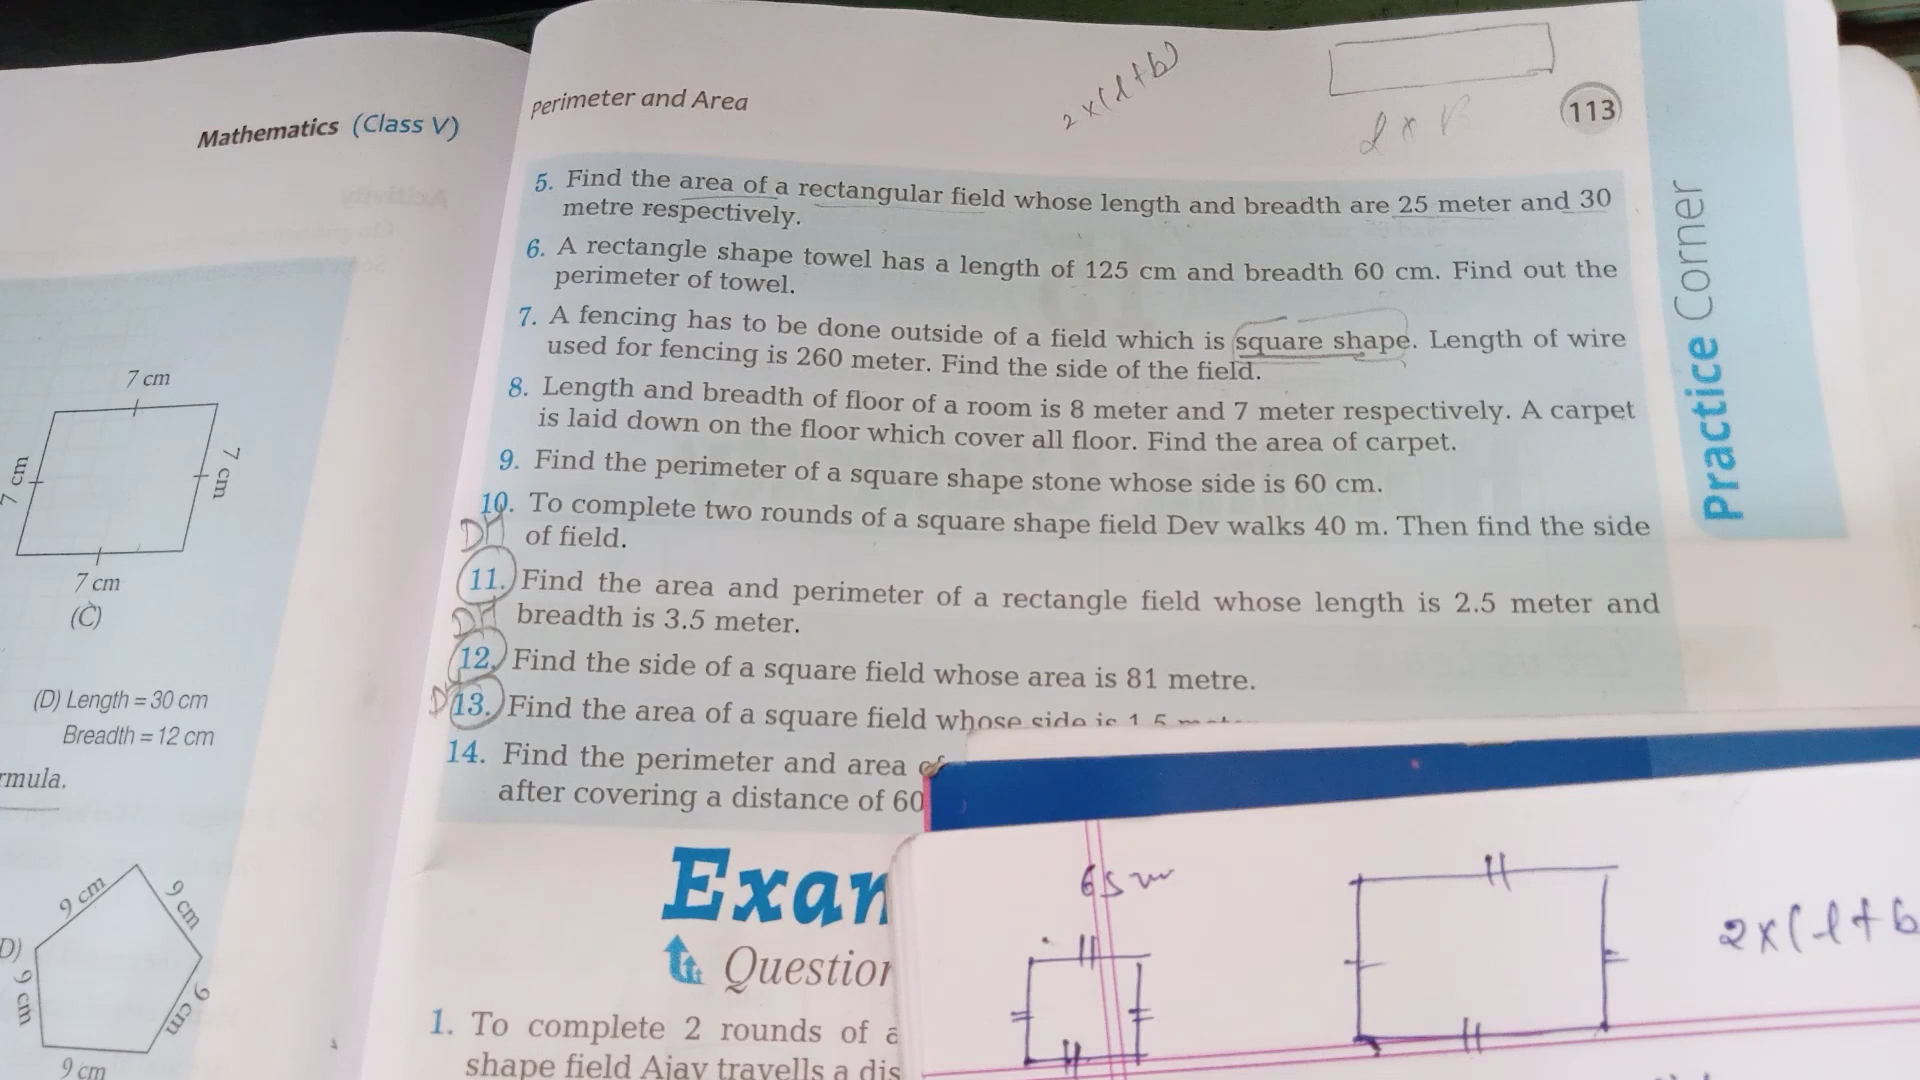 Mathematics (Class V)
7 cm
7 cm
7 cm
7 cm
(C)
(D) Length = 30 cm
Breadth = 12 cm
rmula.
9 cm
9 cm
D)
9 cm
9 cm
9 cm
perimeter and Area
2 x (l + b)
l x
113
5. Find the area of a rectangular field whose length and breadth are 25 meter and 30
metre respectively.
6. A rectangle shape towel has a length of 125 cm and breadth 60 cm. Find out the
perimeter of towel.
7. A fencing has to be done outside of a field which is square shape. Length of wire
used for fencing is 260 meter. Find the side of the field.
8. Length and breadth of floor of a room is 8 meter and 7 meter respectively. A carpet
is laid down on the floor which cover all floor. Find the area of carpet.
9. Find the perimeter of a square shape stone whose side is 60 cm.
10. To complete two rounds of a square shape field Dev walks 40 m. Then find the side
DH of field.
11. Find the area and perimeter of a rectangle field whose length is 2.5 meter and
DH breadth is 3.5 meter.
12. Find the side of a square field whose area is 81 metre.
13. Find the area of a square field whose side is 1.5
14. Find the perimeter and area of
after covering a distance of 60
Practice Corner
Exam
Question
1. To complete 2 rounds of a
shape field Ajay travells a dis
65 m
2 x (l + b